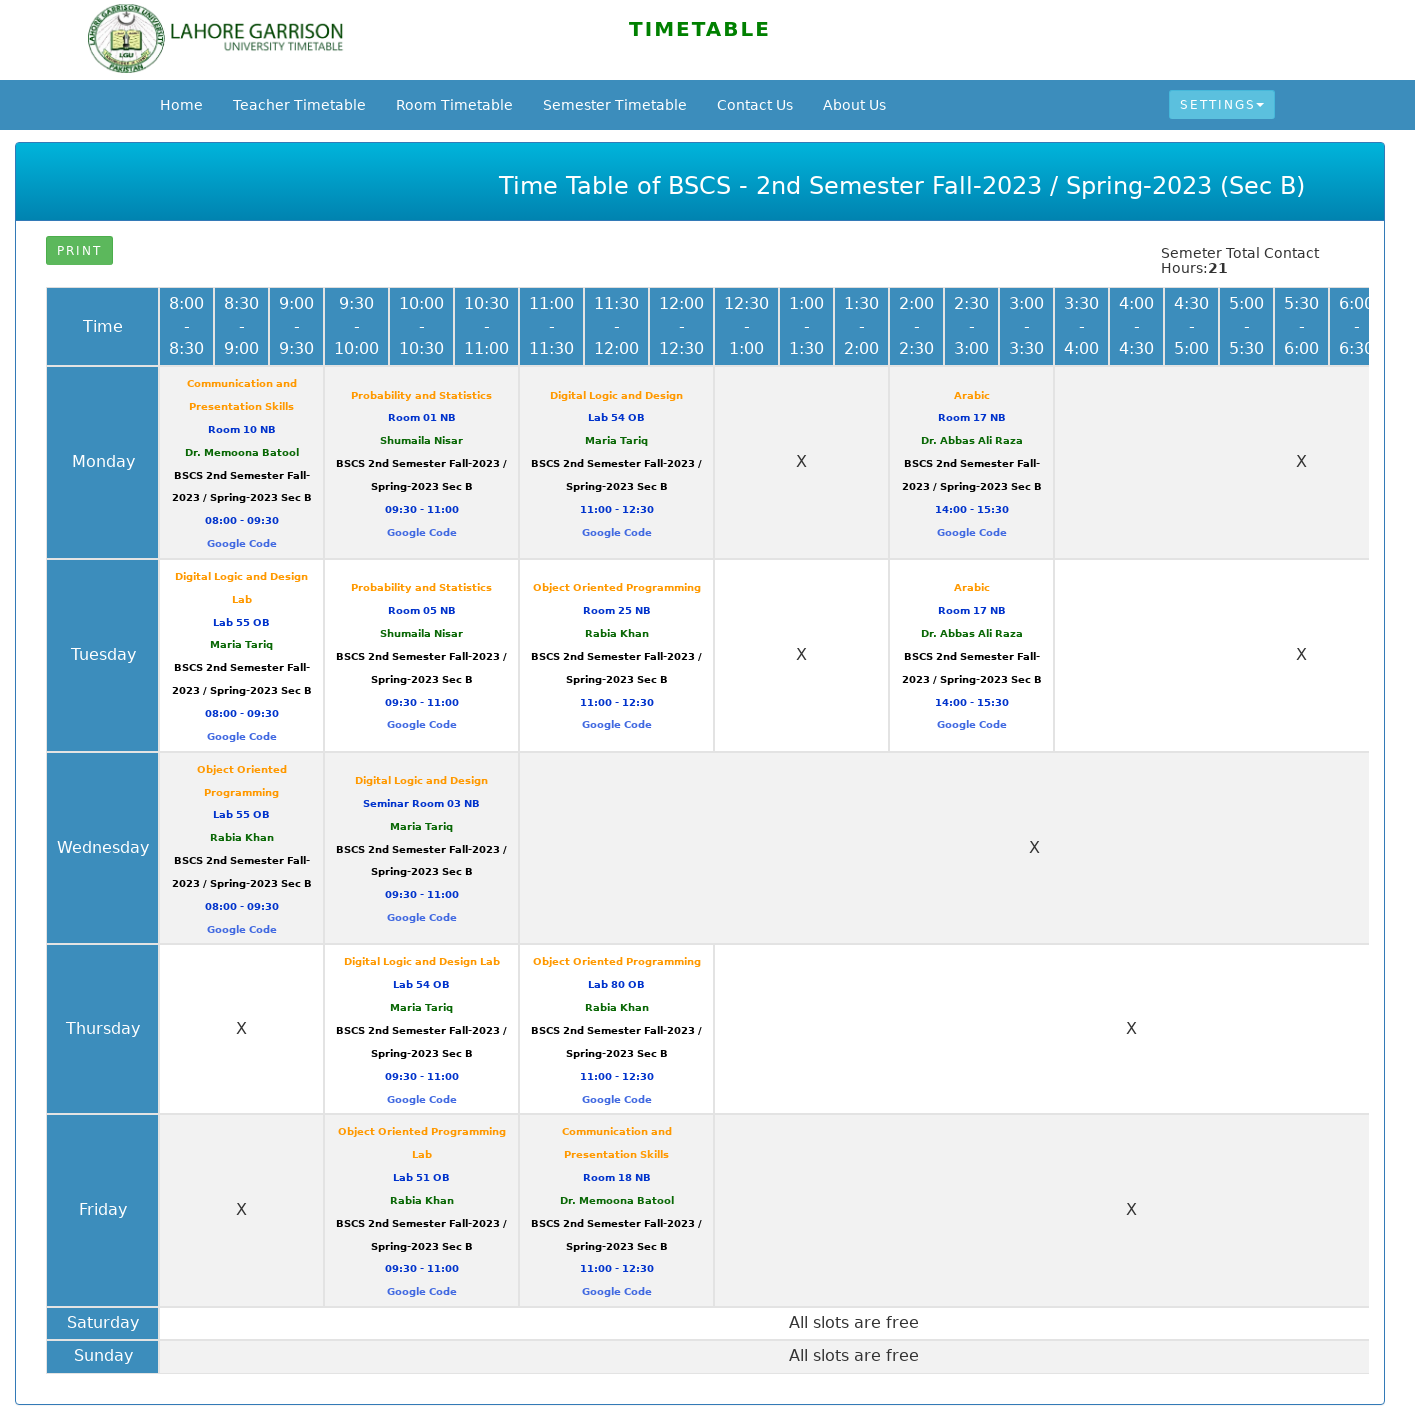 LAHORE GARRISON
UNIVERSITY TIMETABLE
LAHORE GARRISON UNIVERSITY
LGU
PAKISTAN
TIMETABLE
Home Teacher Timetable Room Timetable Semester Timetable Contact Us About Us SETTINGS
Time Table of BSCS - 2nd Semester Fall-2023 / Spring-2023 (Sec B)
PRINT
Semeter Total Contact
Hours:21
Time
8:00 - 8:30
8:30 - 9:00
9:00 - 9:30
9:30 - 10:00
10:00 - 10:30
10:30 - 11:00
11:00 - 11:30
11:30 - 12:00
12:00 - 12:30
12:30 - 1:00
1:00 - 1:30
1:30 - 2:00
2:00 - 2:30
2:30 - 3:00
3:00 - 3:30
3:30 - 4:00
4:00 - 4:30
4:30 - 5:00
5:00 - 5:30
5:30 - 6:00
6:00 - 6:30
Monday
Communication and
Presentation Skills
Room 10 NB
Dr. Memoona Batool
BSCS 2nd Semester Fall-
2023 / Spring-2023 Sec B
08:00 - 09:30
Google Code
Probability and Statistics
Room 01 NB
Shumaila Nisar
BSCS 2nd Semester Fall-2023 /
Spring-2023 Sec B
09:30 - 11:00
Google Code
Digital Logic and Design
Lab 54 OB
Maria Tariq
BSCS 2nd Semester Fall-2023 /
Spring-2023 Sec B
11:00 - 12:30
Google Code
X
Arabic
Room 17 NB
Dr. Abbas Ali Raza
BSCS 2nd Semester Fall-
2023 / Spring-2023 Sec B
14:00 - 15:30
Google Code
X
Tuesday
Digital Logic and Design
Lab
Lab 55 OB
Maria Tariq
BSCS 2nd Semester Fall-
2023 / Spring-2023 Sec B
08:00 - 09:30
Google Code
Probability and Statistics
Room 05 NB
Shumaila Nisar
BSCS 2nd Semester Fall-2023 /
Spring-2023 Sec B
09:30 - 11:00
Google Code
Object Oriented Programming
Room 25 NB
Rabia Khan
BSCS 2nd Semester Fall-2023 /
Spring-2023 Sec B
11:00 - 12:30
Google Code
X
Arabic
Room 17 NB
Dr. Abbas Ali Raza
BSCS 2nd Semester Fall-
2023 / Spring-2023 Sec B
14:00 - 15:30
Google Code
X
Wednesday
Object Oriented
Programming
Lab 55 OB
Rabia Khan
BSCS 2nd Semester Fall-
2023 / Spring-2023 Sec B
08:00 - 09:30
Google Code
Digital Logic and Design
Seminar Room 03 NB
Maria Tariq
BSCS 2nd Semester Fall-2023 /
Spring-2023 Sec B
09:30 - 11:00
Google Code
X
Thursday
X
Digital Logic and Design Lab
Lab 54 OB
Maria Tariq
BSCS 2nd Semester Fall-2023 /
Spring-2023 Sec B
09:30 - 11:00
Google Code
Object Oriented Programming
Lab 80 OB
Rabia Khan
BSCS 2nd Semester Fall-2023 /
Spring-2023 Sec B
11:00 - 12:30
Google Code
X
Friday
X
Object Oriented Programming
Lab
Lab 51 OB
Rabia Khan
BSCS 2nd Semester Fall-2023 /
Spring-2023 Sec B
09:30 - 11:00
Google Code
Communication and
Presentation Skills
Room 18 NB
Dr. Memoona Batool
BSCS 2nd Semester Fall-2023 /
Spring-2023 Sec B
11:00 - 12:30
Google Code
X
Saturday
All slots are free
Sunday
All slots are free